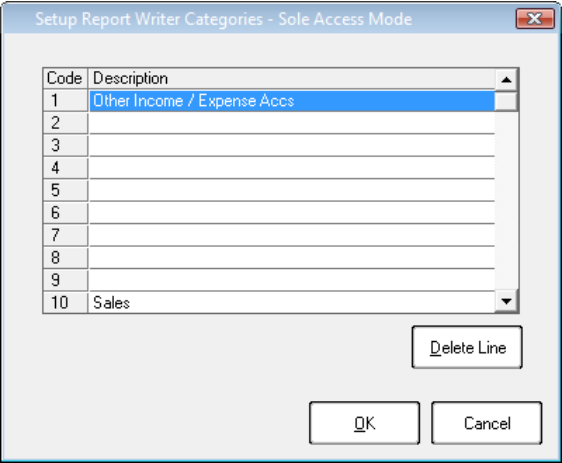 Setup Report Writer Categories - Sole Access Mode
Code Description
1 Other Income / Expense Accs
2
3
4
5
6
7
8
9
10 Sales
Delete Line
OK Cancel